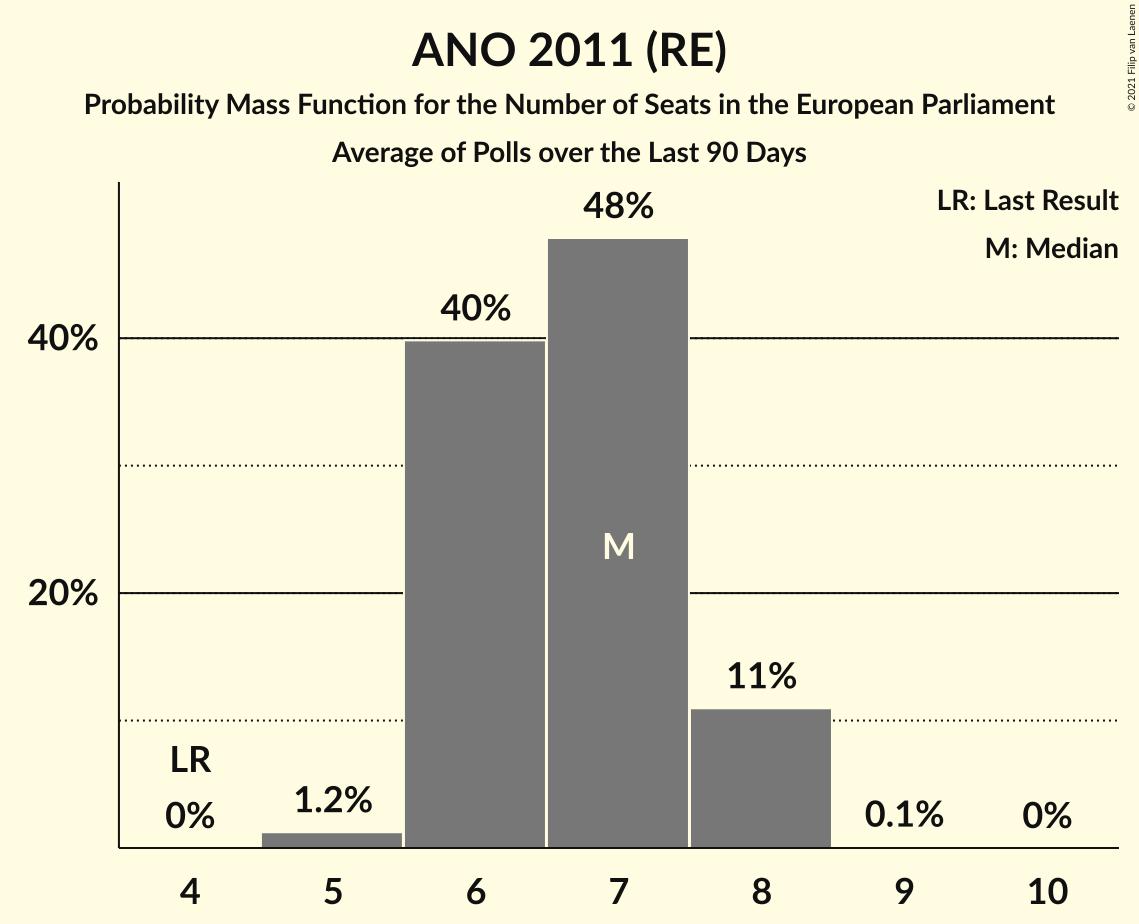 ANO 2011 (RE)
Probability Mass Function for the Number of Seats in the European Parliament
Average of Polls over the Last 90 Days
© 2021 Filip van Laenen
LR: Last Result
M: Median
48%
40%
40%
M
20%
11%
LR
0%
1.2%
0.1%
0%
4
5
6
7
8
9
10